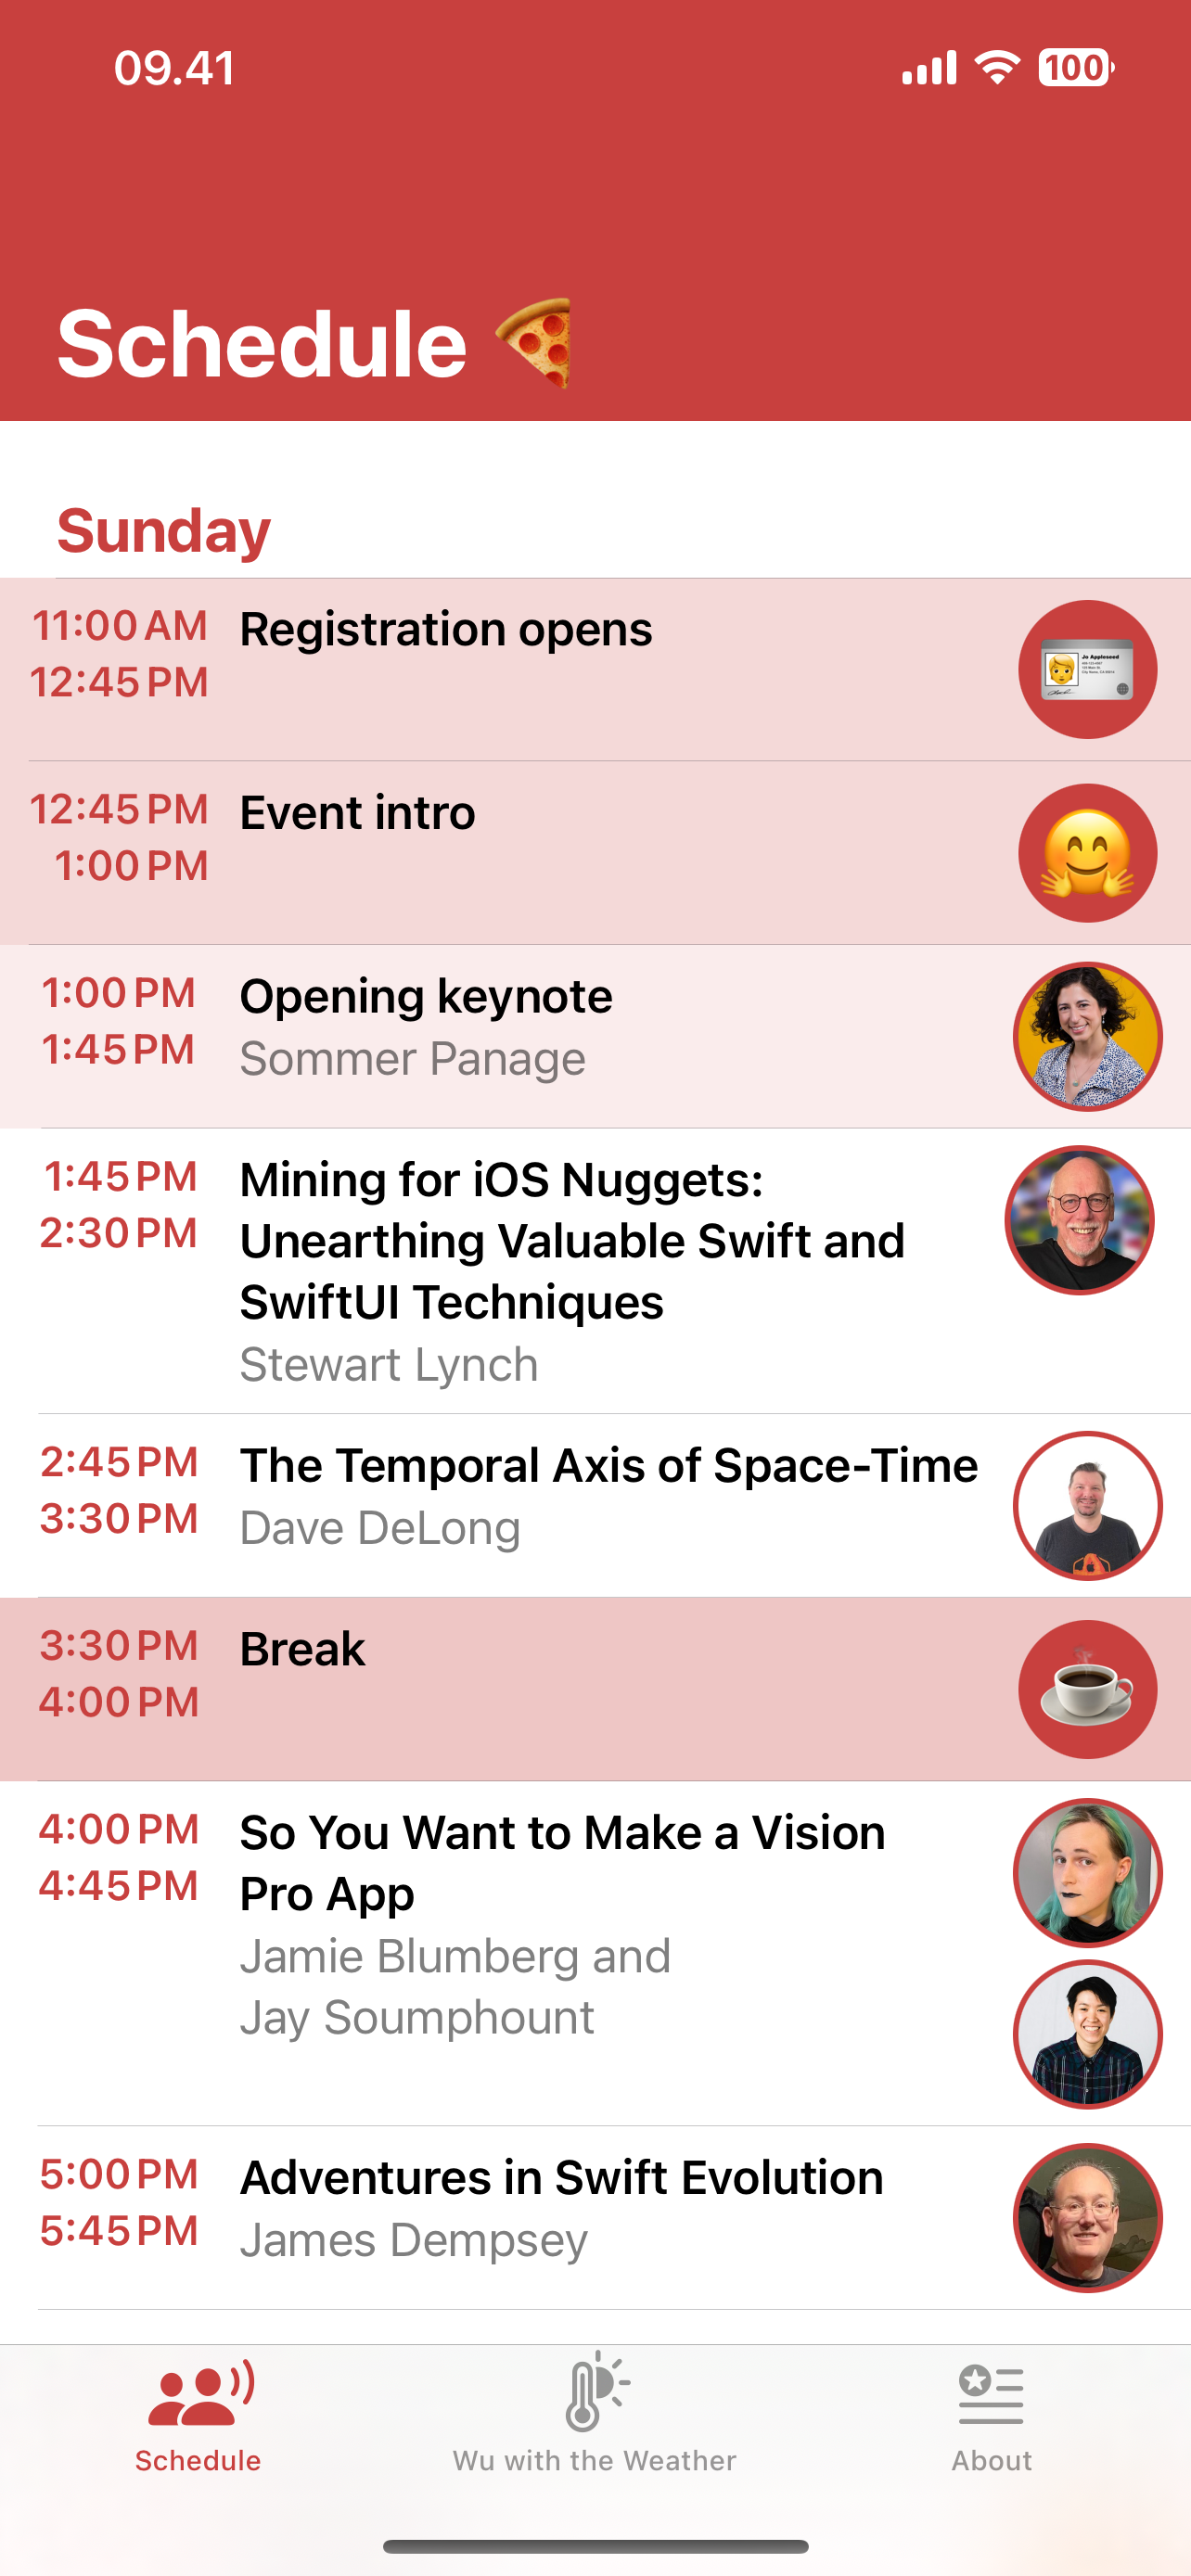 09.41
100
Schedule 🍕
Sunday
11:00 AM
12:45 PM
Registration opens
Jo Appleseed
12:45 PM
1:00 PM
Event intro
1:00 PM
1:45 PM
Opening keynote
Sommer Panage
1:45 PM
2:30 PM
Mining for iOS Nuggets:
Unearthing Valuable Swift and
SwiftUI Techniques
Stewart Lynch
2:45 PM
3:30 PM
The Temporal Axis of Space-Time
Dave DeLong
3:30 PM
4:00 PM
Break
4:00 PM
4:45 PM
So You Want to Make a Vision
Pro App
Jamie Blumberg and
Jay Soumphount
5:00 PM
5:45 PM
Adventures in Swift Evolution
James Dempsey
Schedule
Wu with the Weather
About